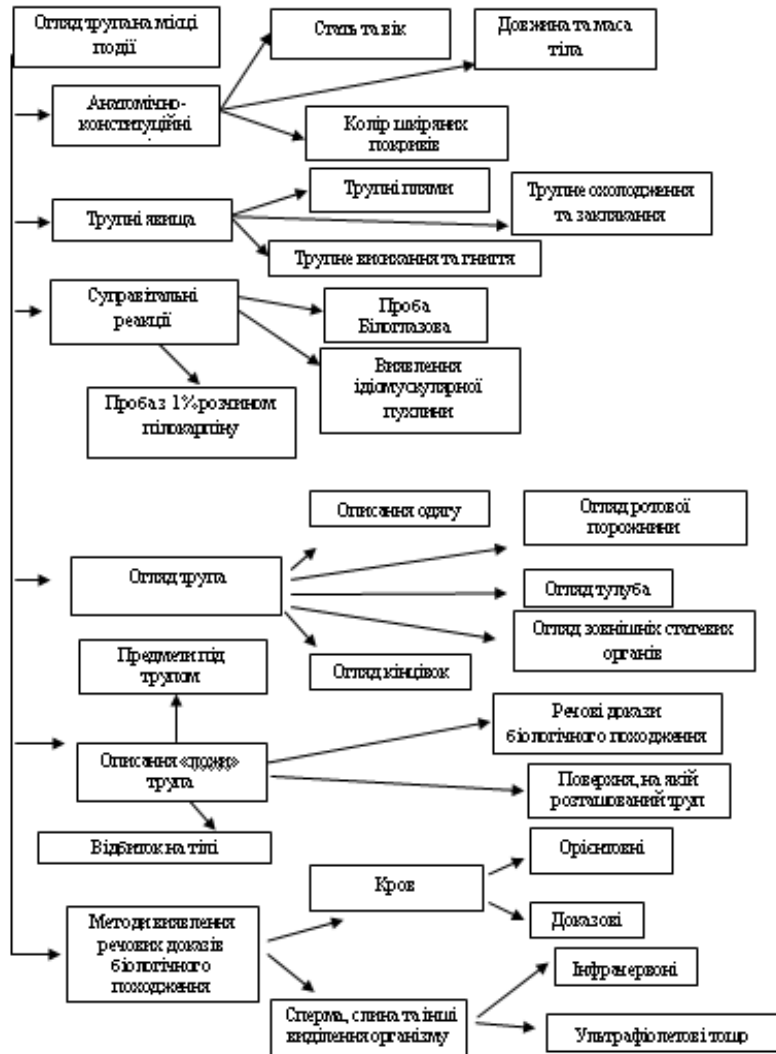 Огляд трупа на місці
події
Стать та вік
Довжина та маса
тіла
Анатомічно-
конституційні
Колір шкіряних
покривів
Трупні явища
Трупні плями
Трупне охолодження
та заклякання
Трупне висихання та гниття
Суправітальні
реакції
Проба
Білоглазова
Виявлення
ідіомускулярної
пухлини
Проба з 1% розчином
пілокарпіну
Огляд трупа
Описання одягу
Огляд ротової
порожнини
Огляд тулуба
Огляд зовнішніх статевих
органів
Огляд кінцівок
Предмети під
трупом
Описання «ложи»
трупа
Речові докази
біологічного походження
Поверхня, на якій
розташований труп
Відбиток на тілі
Методи виявлення
речових доказів
біологічного
походження
Кров
Орієнтовні
Доказові
Сперма, слина та інші
виділення організму
Інфрачервоні
Ультрафіолетові тощо